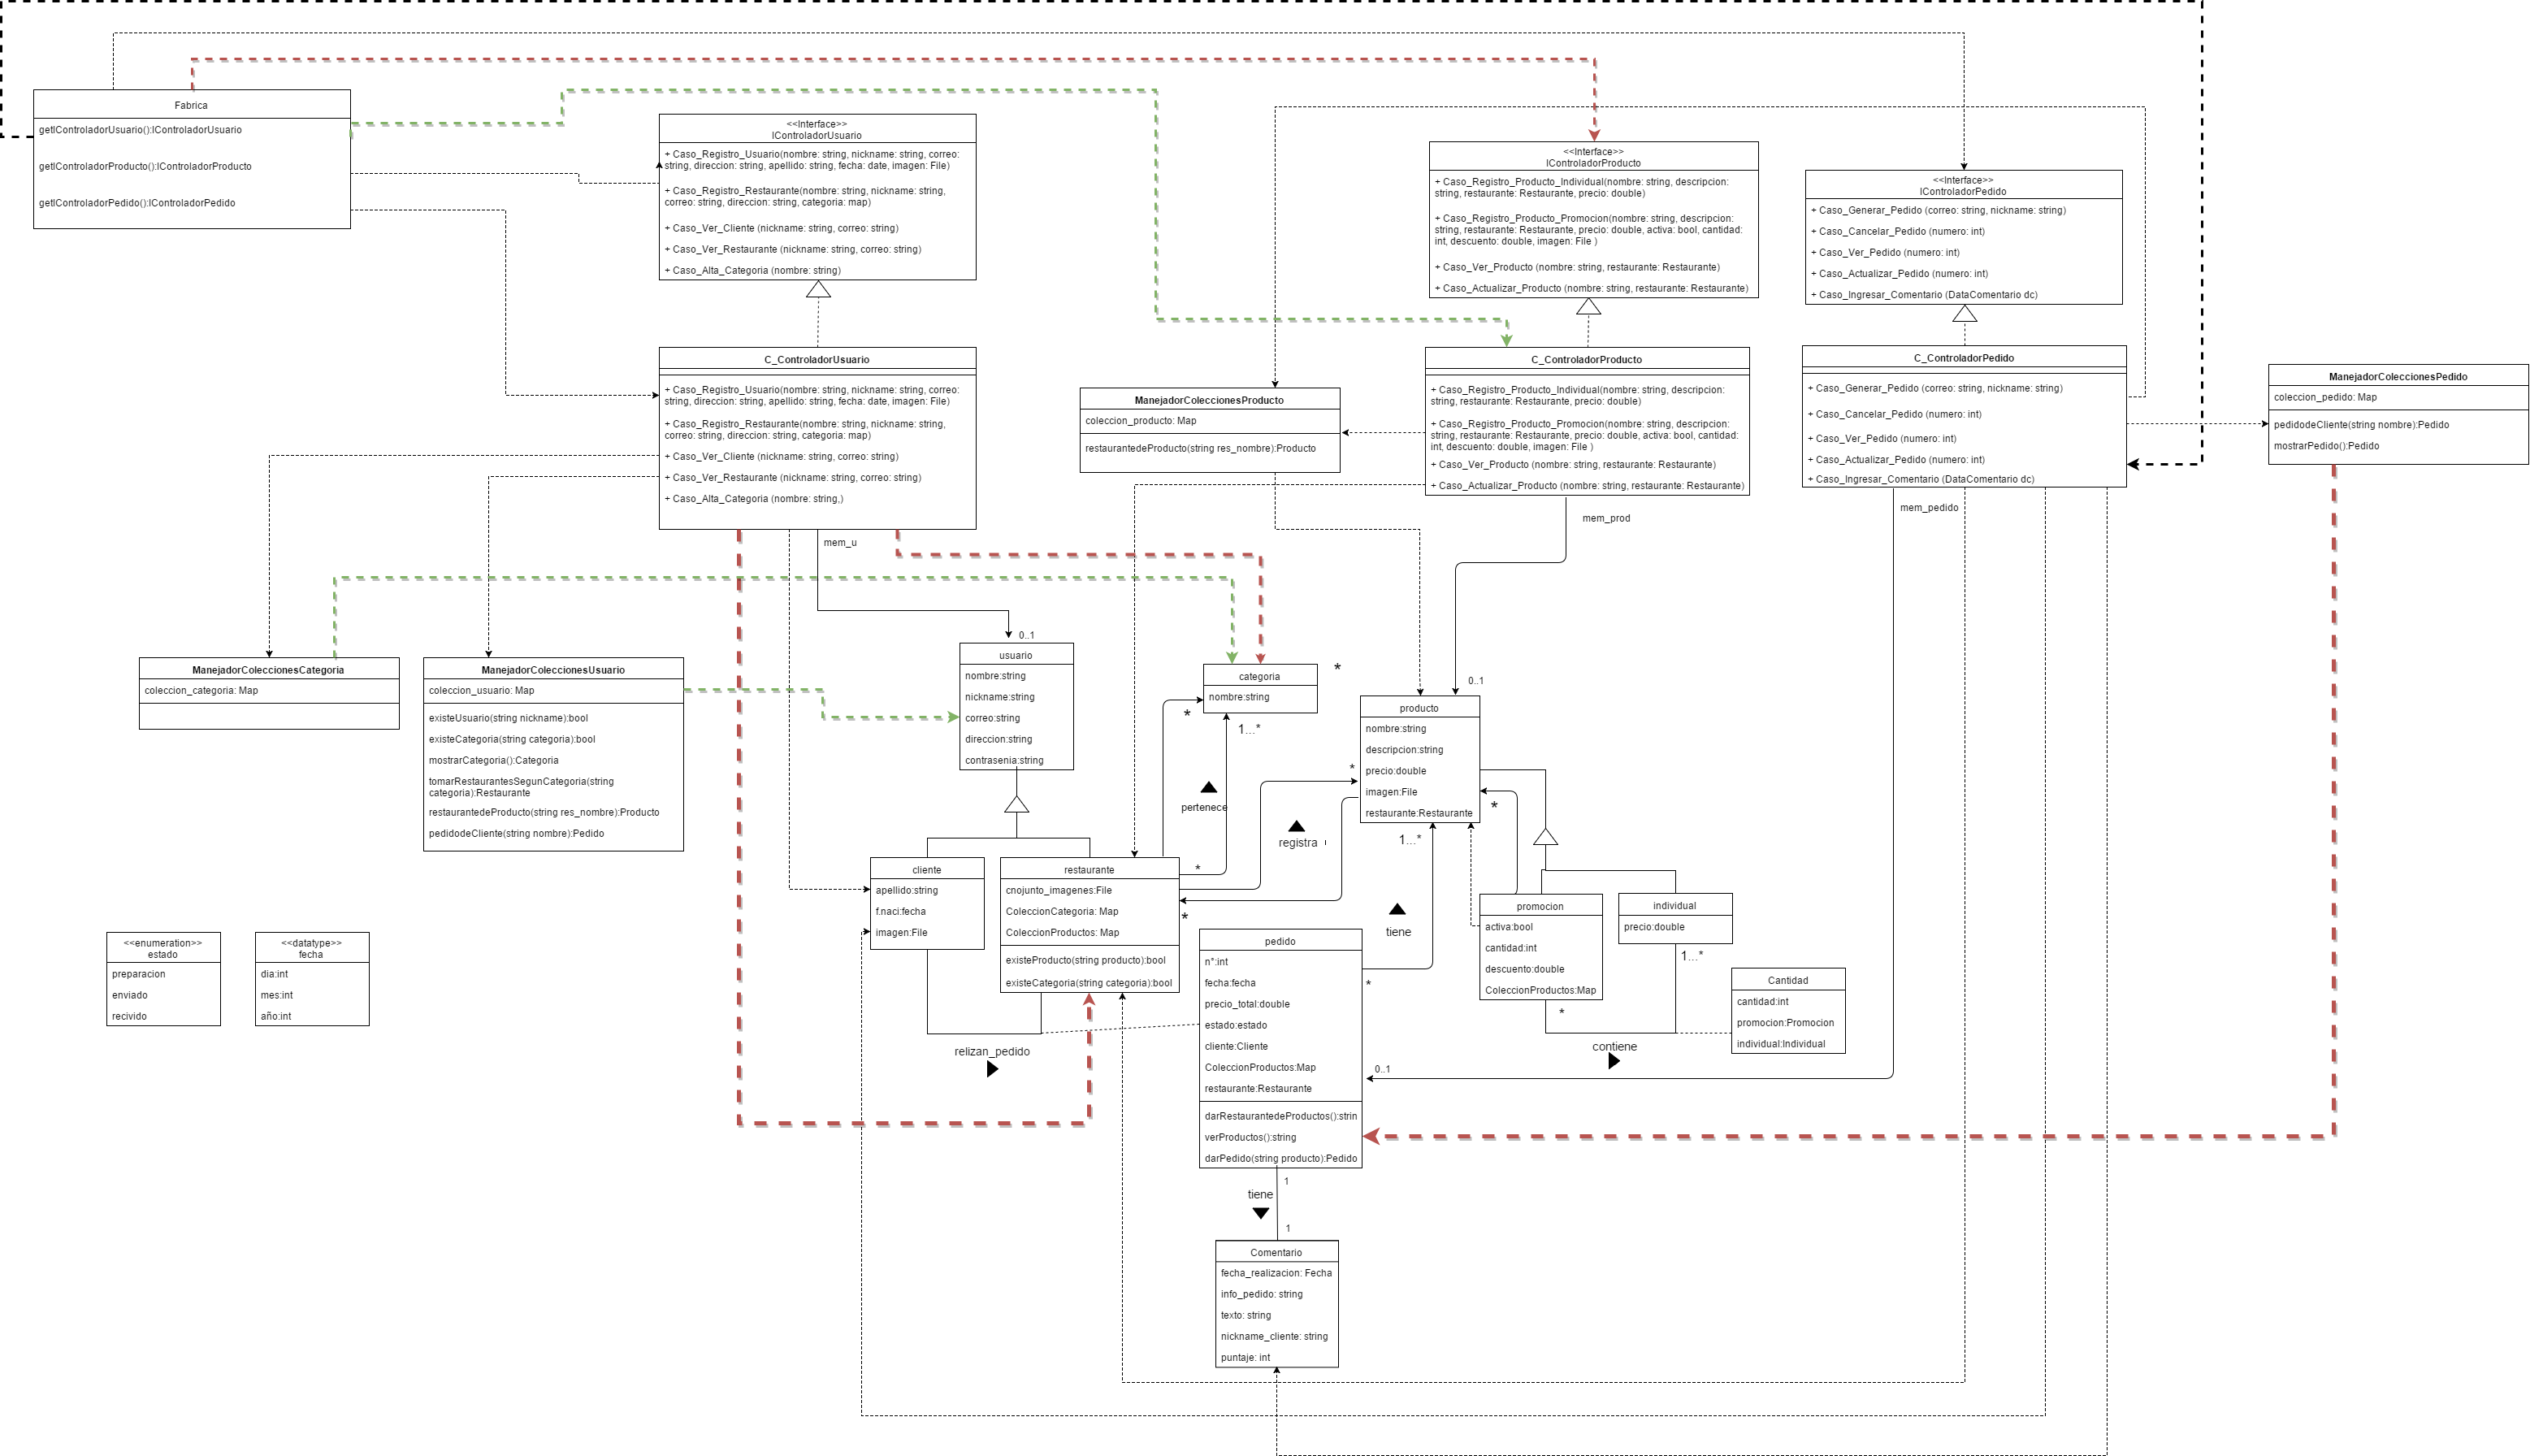 Fabrica
getIControladorUsuario():IControladorUsuario
getIControladorProducto():IControladorProducto
getIControladorPedido():IControladorPedido
<<Interface>>
IControladorUsuario
+ Caso_Registro_Usuario(nombre: string, nickname: string, correo:
string, direccion: string, apellido: string, fecha: date, imagen: File)
+ Caso_Registro_Restaurante(nombre: string, nickname: string,
correo: string, direccion: string, categoria: map)
+ Caso_Ver_Cliente (nickname: string, correo: string)
+ Caso_Ver_Restaurante (nickname: string, correo: string)
+ Caso_Alta_Categoria (nombre: string)
<<Interface>>
IControladorProducto
+ Caso_Registro_Producto_Individual(nombre: string, descripcion:
string, restaurante: Restaurante, precio: double)
+ Caso_Registro_Producto_Promocion(nombre: string, descripcion:
string, restaurante: Restaurante, precio: double, activa: bool, cantidad:
int, descuento: double, imagen: File )
+ Caso_Ver_Producto (nombre: string, restaurante: Restaurante)
+ Caso_Actualizar_Producto (nombre: string, restaurante: Restaurante)
<<Interface>>
IControladorPedido
+ Caso_Generar_Pedido (correo: string, nickname: string)
+ Caso_Cancelar_Pedido (numero: int)
+ Caso_Ver_Pedido (numero: int)
+ Caso_Actualizar_Pedido (numero: int)
+ Caso_Ingresar_Comentario (DataComentario dc)
C_ControladorUsuario
+ Caso_Registro_Usuario(nombre: string, nickname: string, correo:
string, direccion: string, apellido: string, fecha: date, imagen: File)
+ Caso_Registro_Restaurante(nombre: string, nickname: string,
correo: string, direccion: string, categoria: map)
+ Caso_Ver_Cliente (nickname: string, correo: string)
+ Caso_Ver_Restaurante (nickname: string, correo: string)
+ Caso_Alta_Categoria (nombre: string,)
ManejadorColeccionesProducto
coleccion_producto: Map
restaurantedeProducto(string res_nombre):Producto
C_ControladorProducto
+ Caso_Registro_Producto_Individual(nombre: string, descripcion:
string, restaurante: Restaurante, precio: double)
+ Caso_Registro_Producto_Promocion(nombre: string, descripcion:
string, restaurante: Restaurante, precio: double, activa: bool, cantidad:
int, descuento: double, imagen: File )
+ Caso_Ver_Producto (nombre: string, restaurante: Restaurante)
+ Caso_Actualizar_Producto (nombre: string, restaurante: Restaurante)
C_ControladorPedido
+ Caso_Generar_Pedido (correo: string, nickname: string)
+ Caso_Cancelar_Pedido (numero: int)
+ Caso_Ver_Pedido (numero: int)
+ Caso_Actualizar_Pedido (numero: int)
+ Caso_Ingresar_Comentario (DataComentario dc)
ManejadorColeccionesPedido
coleccion_pedido: Map
pedidodeCliente(string nombre):Pedido
mostrarPedido():Pedido
mem_u
mem_prod
mem_pedido
0..1
ManejadorColeccionesCategoria
coleccion_categoria: Map
ManejadorColeccionesUsuario
coleccion_usuario: Map
existeUsuario(string nickname):bool
existeCategoria(string categoria):bool
mostrarCategoria():Categoria
tomarRestaurantesSegunCategoria(string
categoria):Restaurante
restaurantedeProducto(string res_nombre):Producto
pedidodeCliente(string nombre):Pedido
usuario
nombre:string
nickname:string
correo:string
direccion:string
contrasenia:string
categoria
nombre:string
*
*
1...*
0..1
producto
nombre:string
descripcion:string
precio:double
imagen:File
restaurante:Restaurante
*
*
pertenece
registra
1...*
*
*
cliente
apellido:string
f.naci:fecha
imagen:File
restaurante
cnojunto_imagenes:File
ColeccionCategoria: Map
ColeccionProductos: Map
existeProducto(string producto):bool
existeCategoria(string categoria):bool
tiene
*
promocion
activa:bool
cantidad:int
descuento:double
ColeccionProductos:Map
individual
precio:double
1...*
*
contiene
Cantidad
cantidad:int
promocion:Promocion
individual:Individual
<<enumeration>>
estado
preparacion
enviado
recivido
<<datatype>>
fecha
dia:int
mes:int
año:int
relizan_pedido
pedido
n*:int
fecha:fecha
precio_total:double
estado:estado
cliente:Cliente
ColeccionProductos:Map
restaurante:Restaurante
darRestaurantedeProductos():strin
verProductos():string
darPedido(string producto):Pedido
0..1
1
tiene
1
Comentario
fecha_realizacion: Fecha
info_pedido: string
texto: string
nickname_cliente: string
puntaje: int